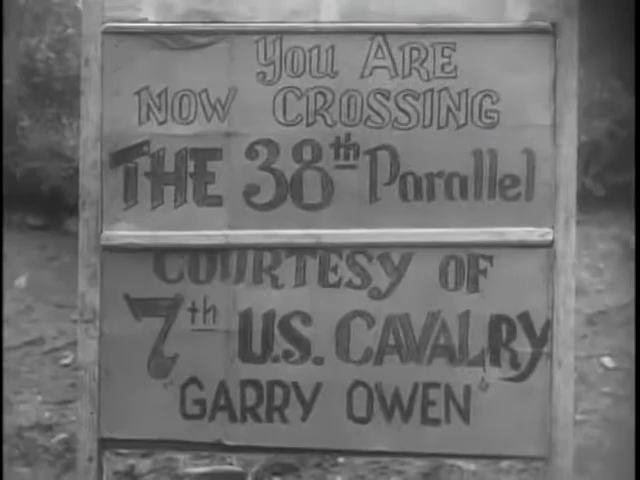 You Are
Now Crossing
THE 38th Parallel
COURTESY OF
7th U.S. CAVALRY
"GARRY OWEN"